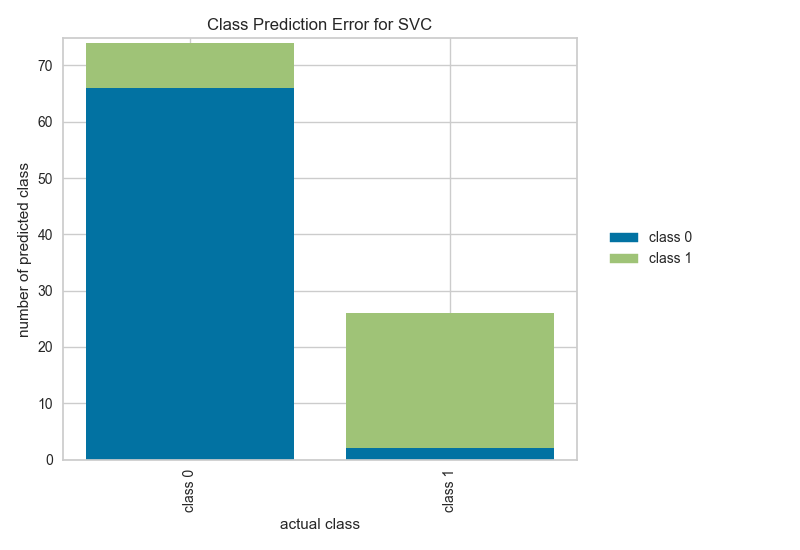 Class Prediction Error for SVC
number of predicted class
70
60
50
40
30
20
10
0
class 0
class 1
actual class
class 0
class 1